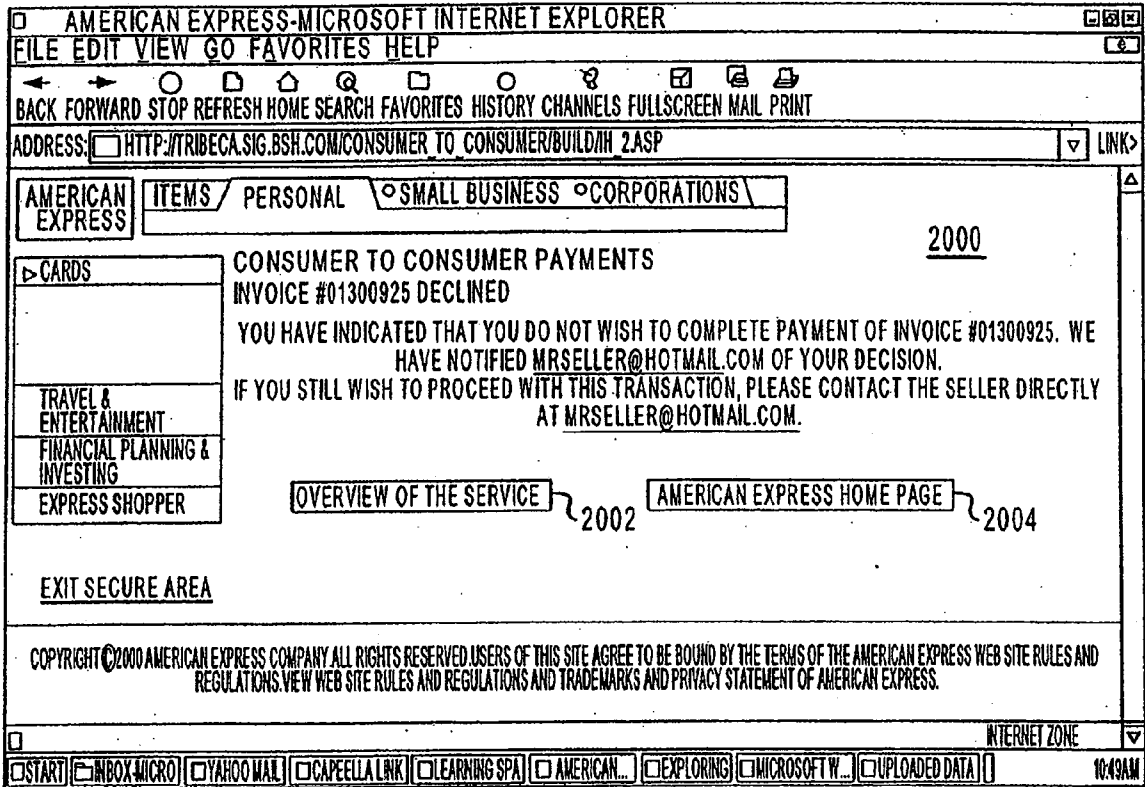 AMERICAN EXPRESS-MICROSOFT INTERNET EXPLORER
FILE EDIT VIEW GO FAVORITES HELP
BACK FORWARD STOP REFRESH HOME SEARCH FAVORITES HISTORY CHANNELS FULLSCREEN MAIL PRINT
ADDRESS: HTTP://TRIBECA.SIG.BSH.COM/CONSUMER_TO_CONSUMER/BUILD/IH_2.ASP LINK>
AMERICAN EXPRESS
ITEMS PERSONAL SMALL BUSINESS CORPORATIONS
2000
CARDS
TRAVEL &
ENTERTAINMENT
FINANCIAL PLANNING &
INVESTING
EXPRESS SHOPPER
CONSUMER TO CONSUMER PAYMENTS
INVOICE #01300925 DECLINED
YOU HAVE INDICATED THAT YOU DO NOT WISH TO COMPLETE PAYMENT OF INVOICE #01300925. WE
HAVE NOTIFIED MRSELLER@HOTMAIL.COM OF YOUR DECISION.
IF YOU STILL WISH TO PROCEED WITH THIS TRANSACTION, PLEASE CONTACT THE SELLER DIRECTLY
AT MRSELLER@HOTMAIL.COM.
OVERVIEW OF THE SERVICE 2002 AMERICAN EXPRESS HOME PAGE 2004
EXIT SECURE AREA
COPYRIGHT ©2000 AMERICAN EXPRESS COMPANY ALL RIGHTS RESERVED.USERS OF THIS SITE AGREE TO BE BOUND BY THE TERMS OF THE AMERICAN EXPRESS WEB SITE RULES AND
REGULATIONS.VIEW WEB SITE RULES AND REGULATIONS AND TRADEMARKS AND PRIVACY STATEMENT OF AMERICAN EXPRESS.
INTERNET ZONE
START INBOX-MICRO YAHOO MAIL CAPEELLA LINK LEARNING SPA AMERICAN... EXPLORING MICROSOFT W... UPLOADED DATA 10:49AM